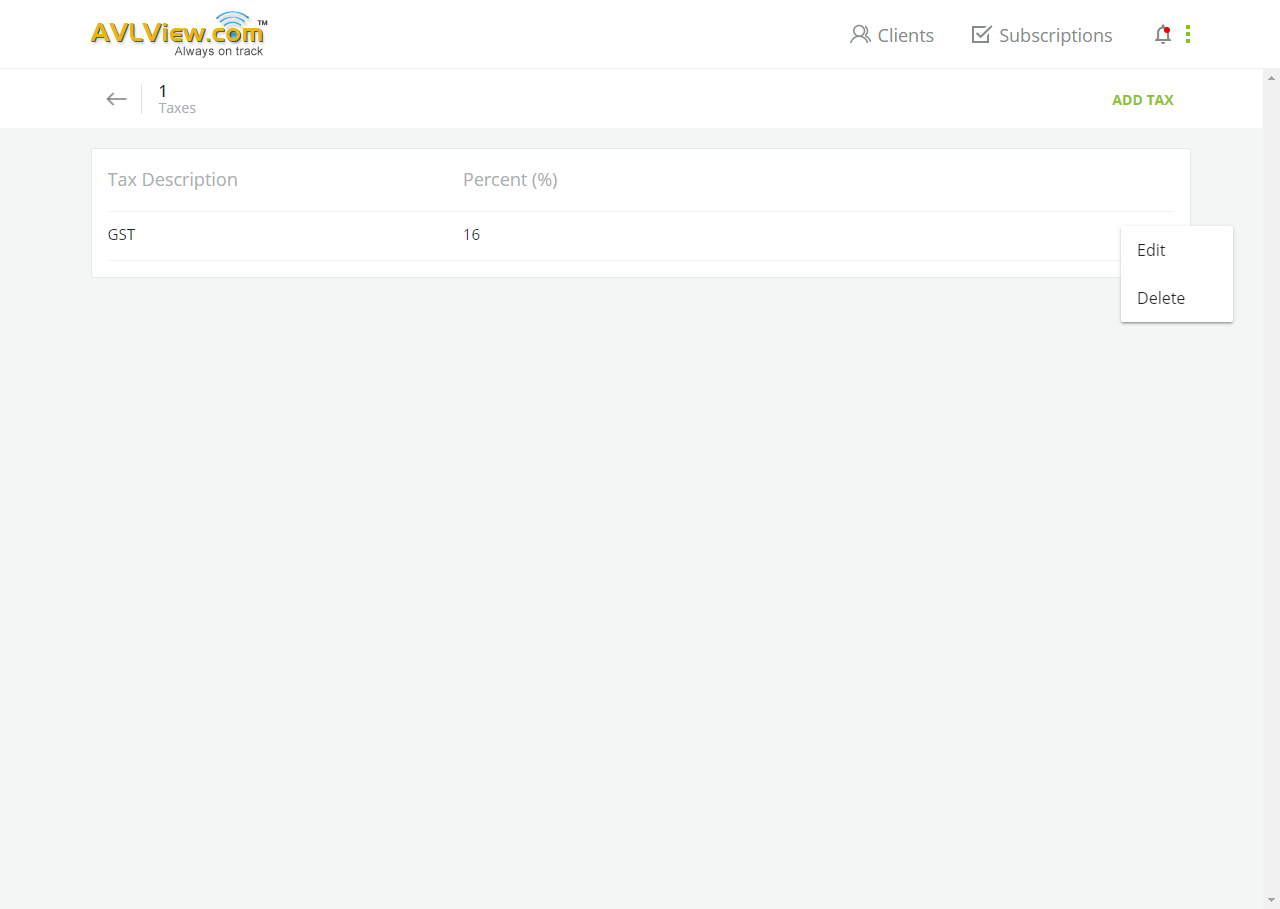 AVLView.com™
Always on track
Clients
Subscriptions
1
Taxes
ADD TAX
Tax Description
Percent (%)
GST
16
Edit
Delete